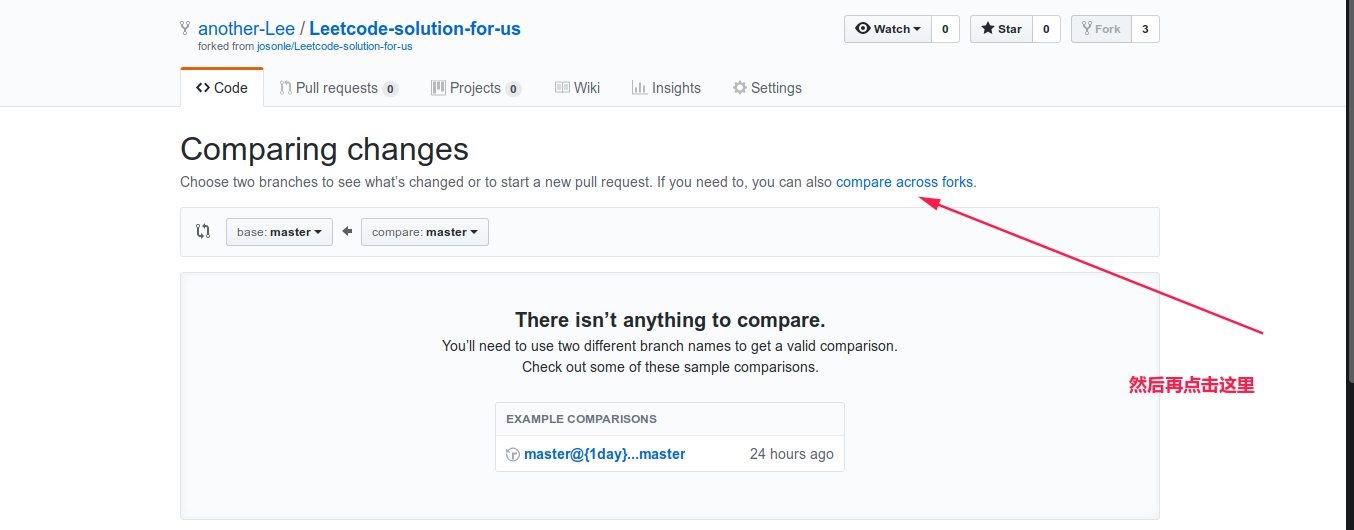 another-Lee / Leetcode-solution-for-us
forked from josonle/Leetcode-solution-for-us
Watch 0 Star 0 Fork 3
Code Pull requests 0 Projects 0 Wiki Insights Settings
Comparing changes
Choose two branches to see what's changed or to start a new pull request. If you need to, you can also compare across forks.
base: master compare: master
There isn't anything to compare.
You'll need to use two different branch names to get a valid comparison.
Check out some of these sample comparisons.
然后再点击这里
EXAMPLE COMPARISONS
master@{1day}...master 24 hours ago